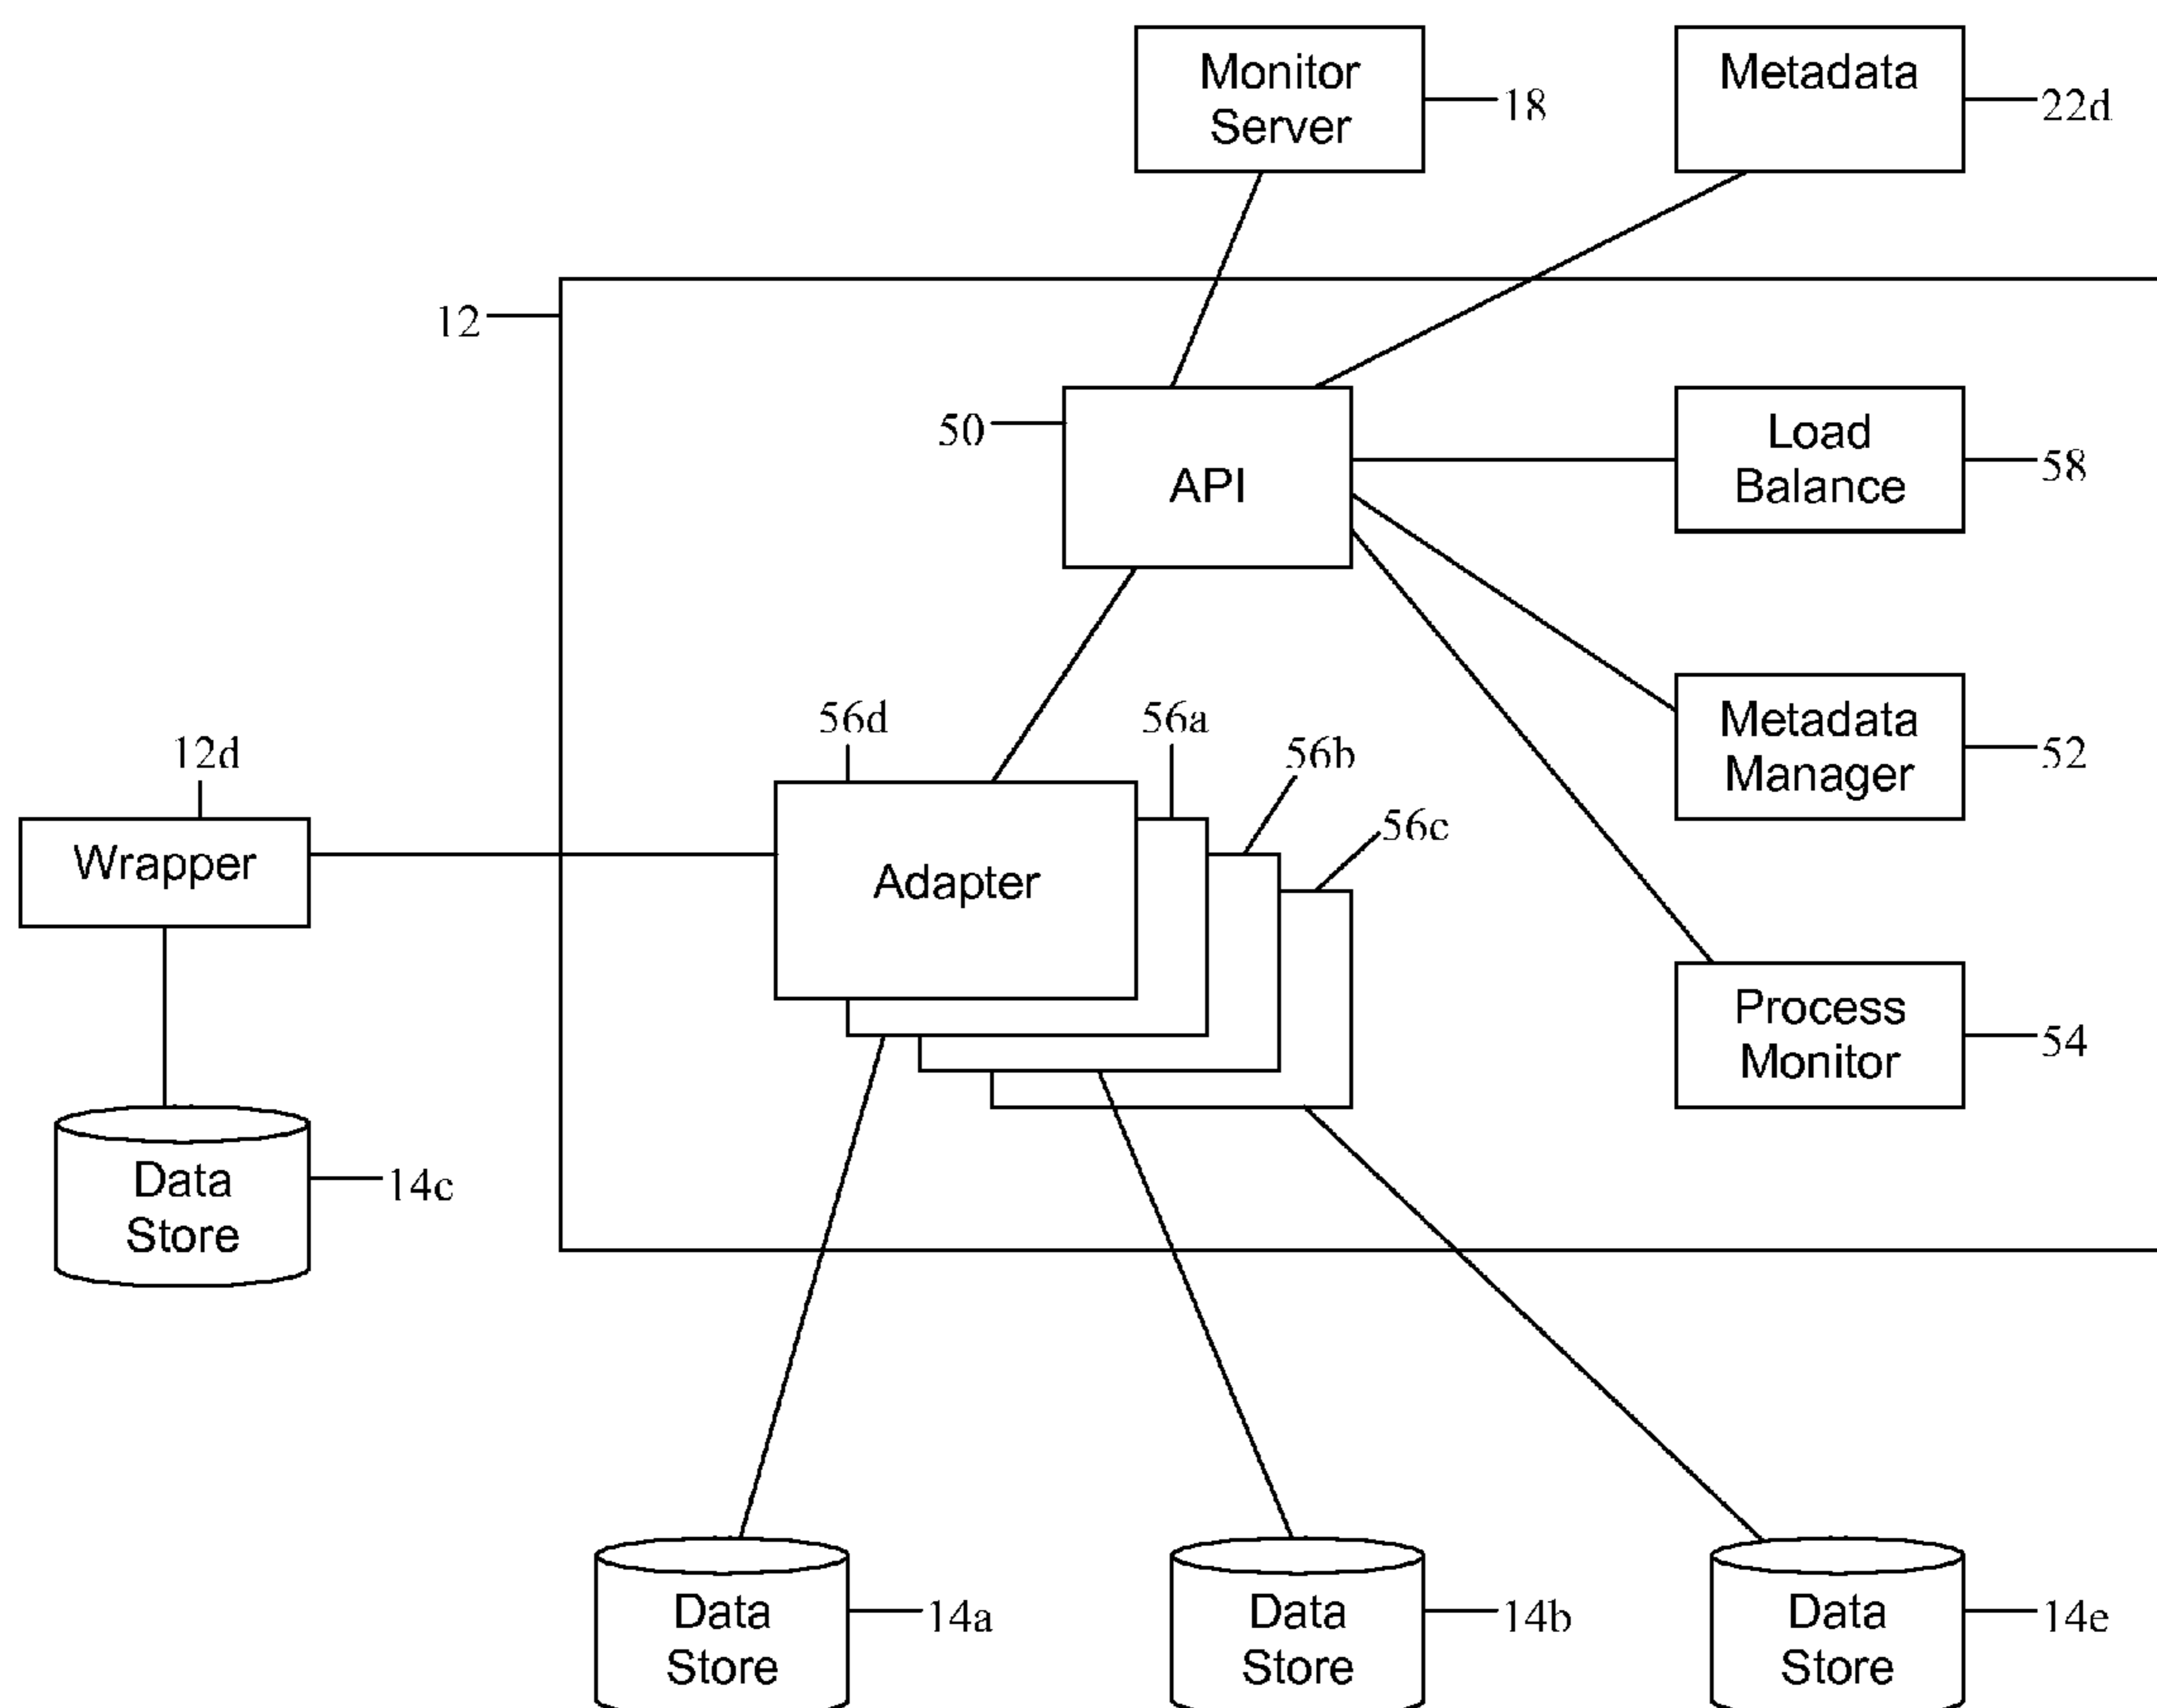 Monitor
Server
18
Metadata
22d
12
50
API
Load
Balance
58
56d
56a
56b
56c
12d
Wrapper
Adapter
Metadata
Manager
52
Process
Monitor
54
Data
Store
14c
Data
Store
14a
Data
Store
14b
Data
Store
14e